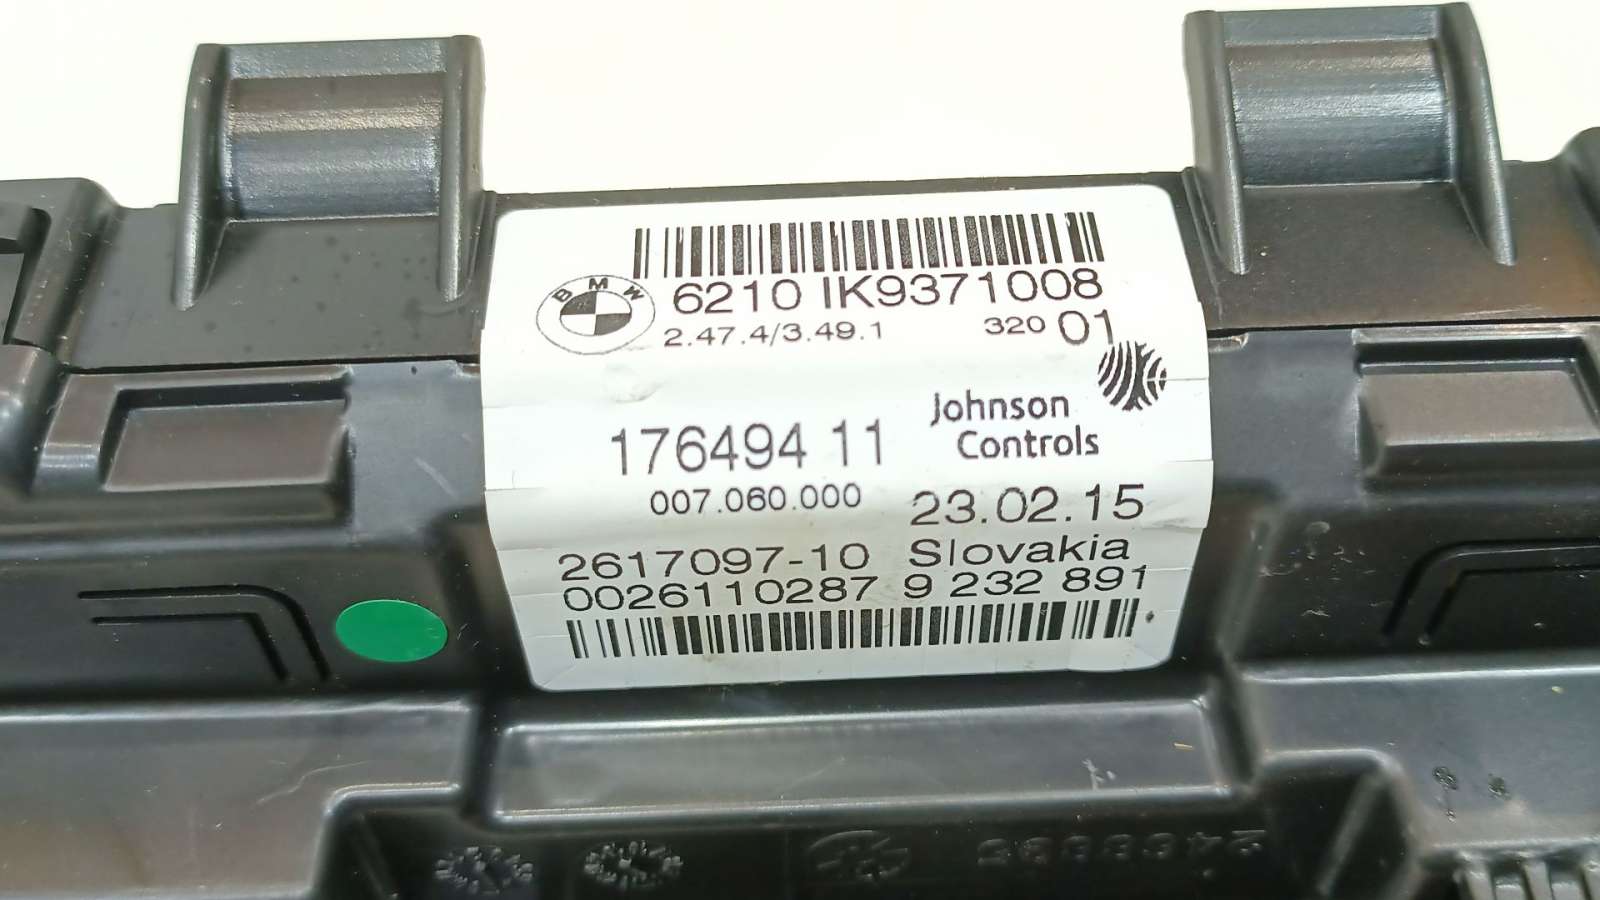 6210 IK9371008
BMW
2.47.4/3.49.1 320 01
Johnson
Controls
176494 11
007.060.000 23.02.15
2617097-10 Slovakia
0026110287 9 232 891